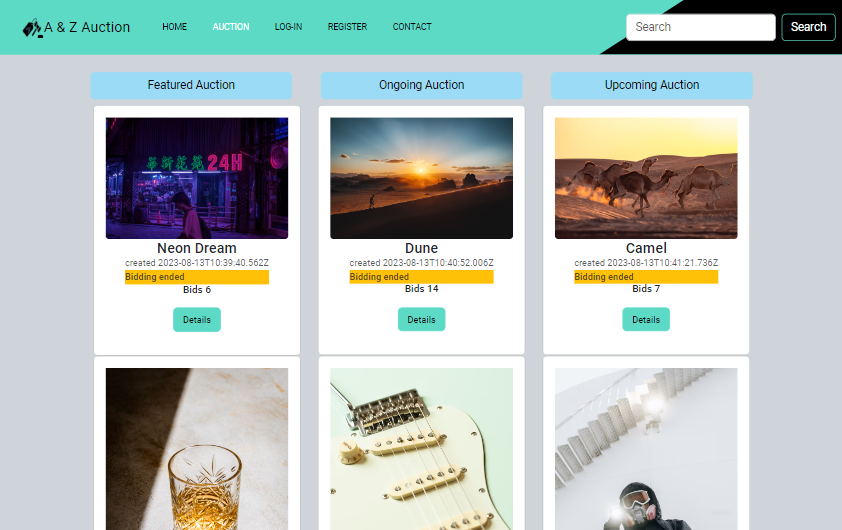 A & Z Auction
HOME
AUCTION
LOG-IN
REGISTER
CONTACT
Search
Search
Featured Auction
Ongoing Auction
Upcoming Auction
24H
Neon Dream
created 2023-08-13T10:39:40.562Z
Bidding ended
Bids 6
Details
Dune
created 2023-08-13T10:40:52.006Z
Bidding ended
Bids 14
Details
Camel
created 2023-08-13T10:41:21.736Z
Bidding ended
Bids 7
Details